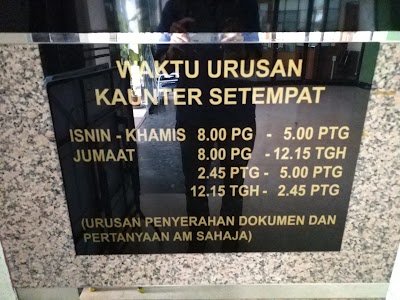 WAKTU URUSAN
KAUNTER SETEMPAT
ISNIN - KHAMIS 8.00 PG - 5.00 PTG
JUMAAT 8.00 PG - 12.15 TGH
2.45 PTG - 5.00 PTG
12.15 TGH - 2.45 PTG
(URUSAN PENYERAHAN DOKUMEN DAN
PERTANYAAN AM SAHAJA)